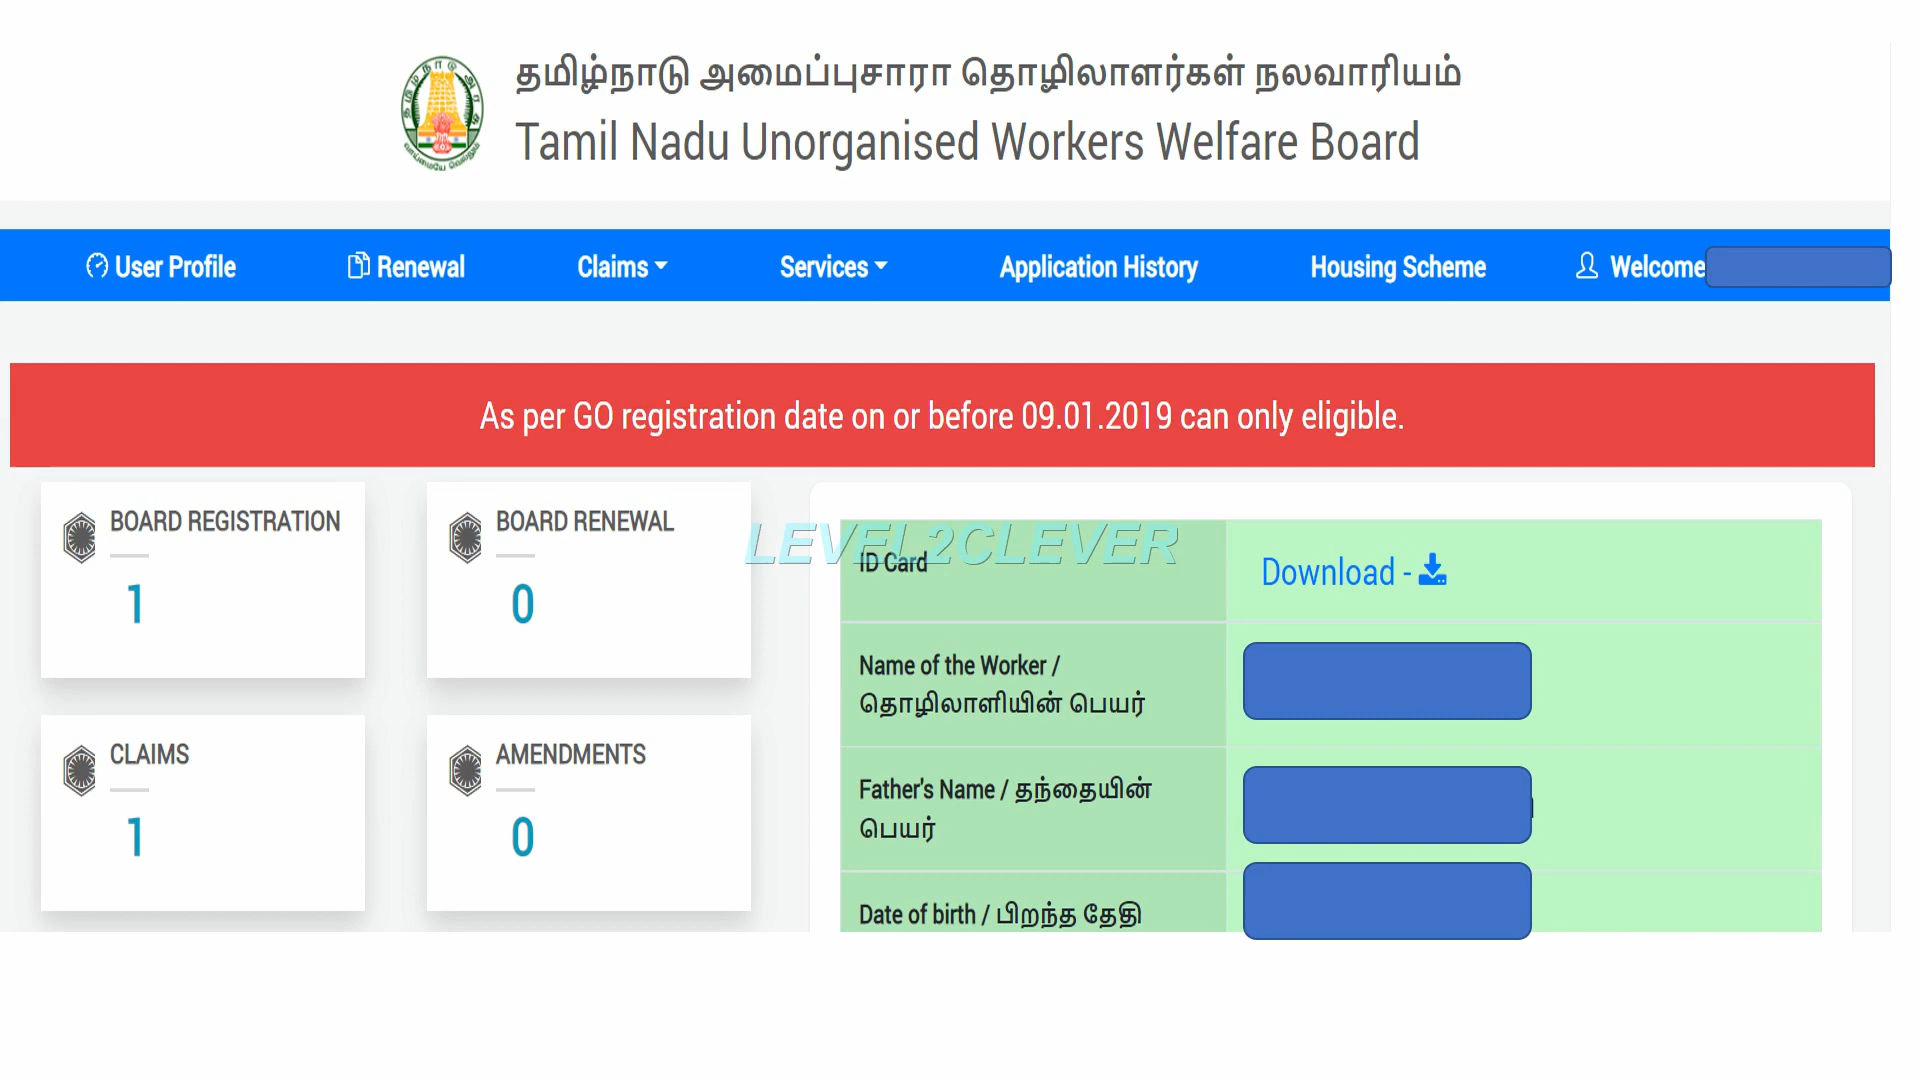 தமிழ்நாடு அமைப்புசாரா தொழிலாளர்கள் நலவாரியம்
Tamil Nadu Unorganised Workers Welfare Board
User Profile
Renewal
Claims
Services
Application History
Housing Scheme
Welcome
As per GO registration date on or before 09.01.2019 can only eligible.
BOARD REGISTRATION
1
BOARD RENEWAL
0
CLAIMS
1
AMENDMENTS
0
LEVEL2CLEVER
ID Card
Download -
Name of the Worker /
தொழிலாளியின் பெயர்
Father's Name / தந்தையின்
பெயர்
Date of birth / பிறந்த தேதி